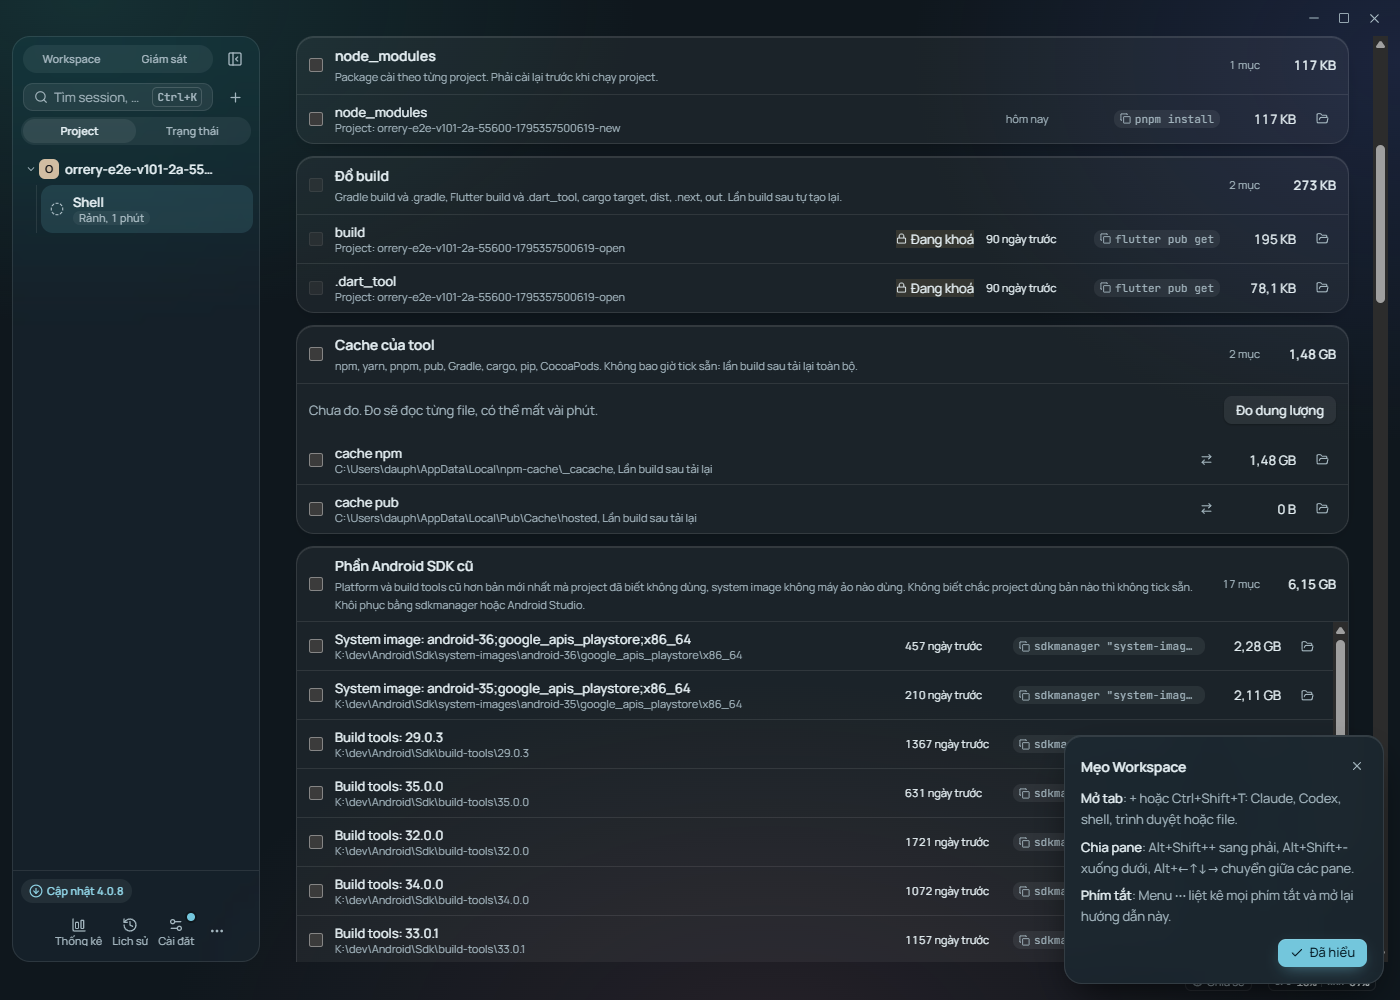 Workspace
Giám sát
Tìm session, ...
Ctrl+K
Project
Trạng thái
O
orrery-e2e-v101-2a-55...
Shell
Rảnh, 1 phút
Cập nhật 4.0.8
Thống kê
Lịch sử
Cài đặt
node_modules
Package cài theo từng project. Phải cài lại trước khi chạy project.
1 mục
117 KB
node_modules
Project: orrery-e2e-v101-2a-55600-1795357500619-new
hôm nay
pnpm install
117 KB
Đồ build
Gradle build và .gradle, Flutter build và .dart_tool, cargo target, dist, .next, out. Lần build sau tự tạo lại.
2 mục
273 KB
build
Project: orrery-e2e-v101-2a-55600-1795357500619-open
Đang khoá
90 ngày trước
flutter pub get
195 KB
.dart_tool
Project: orrery-e2e-v101-2a-55600-1795357500619-open
Đang khoá
90 ngày trước
flutter pub get
78,1 KB
Cache của tool
npm, yarn, pnpm, pub, Gradle, cargo, pip, CocoaPods. Không bao giờ tick sẵn: lần build sau tải lại toàn bộ.
2 mục
1,48 GB
Chưa đo. Đo sẽ đọc từng file, có thể mất vài phút.
Đo dung lượng
cache npm
C:\Users\dauph\AppData\Local\npm-cache\_cacache, Lần build sau tải lại
1,48 GB
cache pub
C:\Users\dauph\AppData\Local\Pub\Cache\hosted, Lần build sau tải lại
0 B
Phần Android SDK cũ
Platform và build tools cũ hơn bản mới nhất mà project đã biết không dùng, system image không máy ảo nào dùng. Không biết chắc project dùng bản nào thì không tick sẵn.
Khôi phục bằng sdkmanager hoặc Android Studio.
17 mục
6,15 GB
System image: android-36;google_apis_playstore;x86_64
K:\dev\Android\Sdk\system-images\android-36\google_apis_playstore\x86_64
457 ngày trước
sdkmanager "system-imag...
2,28 GB
System image: android-35;google_apis_playstore;x86_64
K:\dev\Android\Sdk\system-images\android-35\google_apis_playstore\x86_64
210 ngày trước
sdkmanager "system-imag...
2,11 GB
Build tools: 29.0.3
K:\dev\Android\Sdk\build-tools\29.0.3
1367 ngày trước
sdkma
Build tools: 35.0.0
K:\dev\Android\Sdk\build-tools\35.0.0
631 ngày trước
sdkma
Build tools: 32.0.0
K:\dev\Android\Sdk\build-tools\32.0.0
1721 ngày trước
sdkma
Build tools: 34.0.0
K:\dev\Android\Sdk\build-tools\34.0.0
1072 ngày trước
sdkma
Build tools: 33.0.1
K:\dev\Android\Sdk\build-tools\33.0.1
1157 ngày trước
sdkma
Mẹo Workspace
Mở tab: + hoặc Ctrl+Shift+T: Claude, Codex,
shell, trình duyệt hoặc file.
Chia pane: Alt+Shift++ sang phải, Alt+Shift+-
xuống dưới, Alt+←↑↓→ chuyển giữa các pane.
Phím tắt: Menu ··· liệt kê mọi phím tắt và mở lại
hướng dẫn này.
Đã hiểu